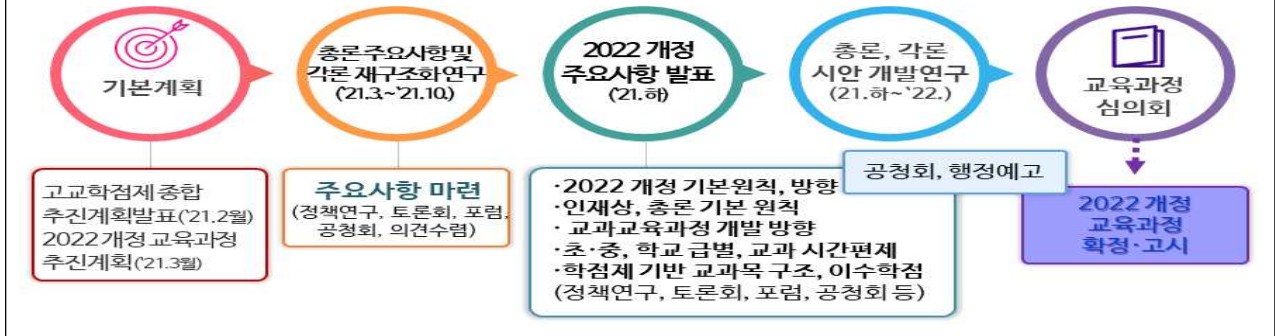 기본계획
총론주요사항및
각론 재구조화연구
('21.3.~'21.10.)
2022 개정
주요사항 발표
('21.하)
총론, 각론
시안 개발연구
(21.하~'22.)
교육과정
심의회
고교학점제 종합
추진계획발표('21.2월)
2022 개정 교육과정
추진계획('21.3월)
주요사항 마련
(정책연구, 토론회, 포럼,
공청회, 의견수렴)
·2022 개정 기본원칙, 방향
·인재상, 총론 기본 원칙
· 교과교육과정 개발 방향
·초·중, 학교 급별, 교과 시간편제
·학점제 기반 교과목 구조, 이수학점
(정책연구, 토론회, 포럼, 공청회 등)
공청회, 행정예고
2022 개정
교육과정
확정·고시